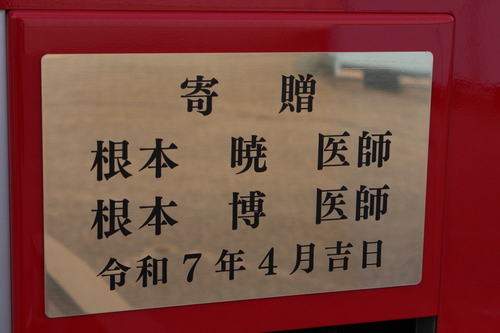 寄　贈
根本　暁　医師
根本　博　医師
令和7年4月吉日